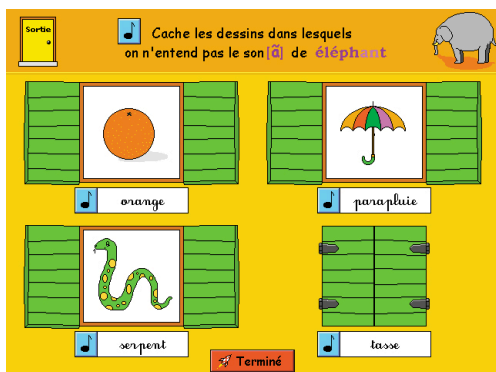 Sortie
Cache les dessins dans lesquels
on n'entend pas le son [ã] de éléphant
orange
parapluie
serpent
tasse
Terminé